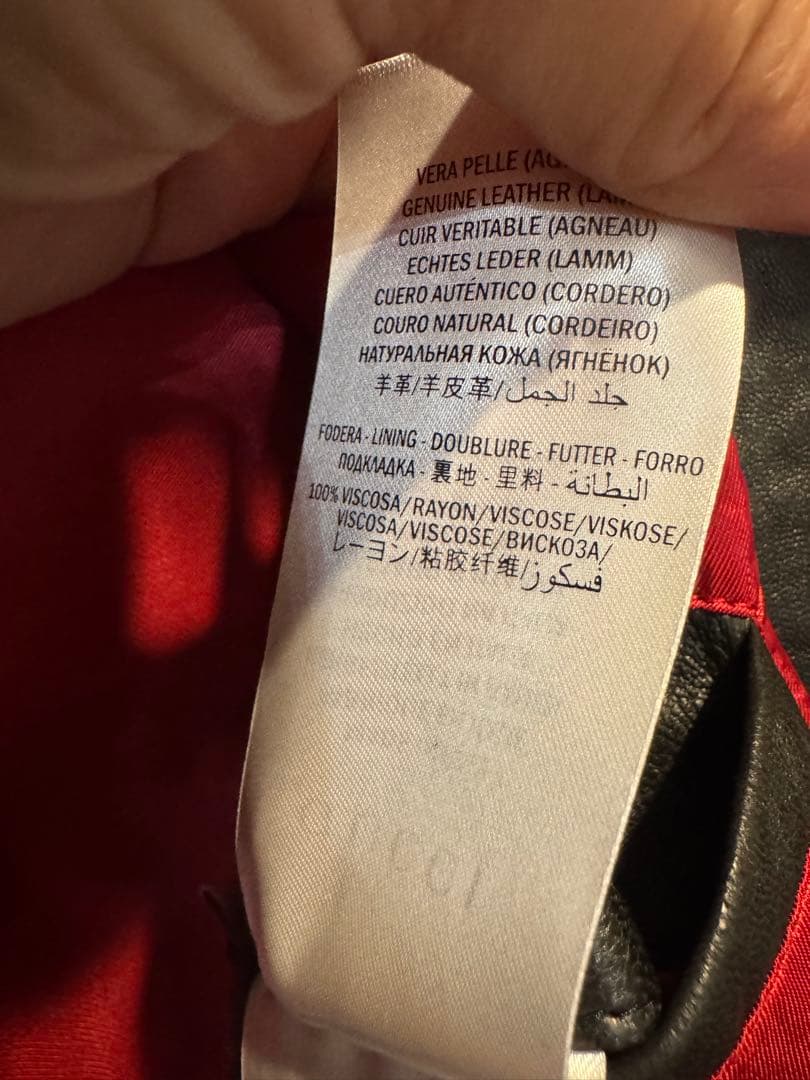 VERA PELLE
GENUINE LEATHER
CUIR VERITABLE (AGNEAU)
ECHTES LEDER (LAMM)
CUERO AUTÉNTICO (CORDERO)
COURO NATURAL (CORDEIRO)
НАТУРАЛЬНАЯ КОЖА (ЯГНЁНОК)
羊革/羊皮革/جلد الجمل
FODERA - LINING - DOUBLURE - FUTTER - FORRO
ПОДКЛАДКА - 裏地 - 里料 - البطانة
100% VISCOSA/RAYON/VISCOSE/VISKOSE/
VISCOSA/VISCOSE/ВИСКОЗА/
レーヨン/粘胶纤维/فسكوز